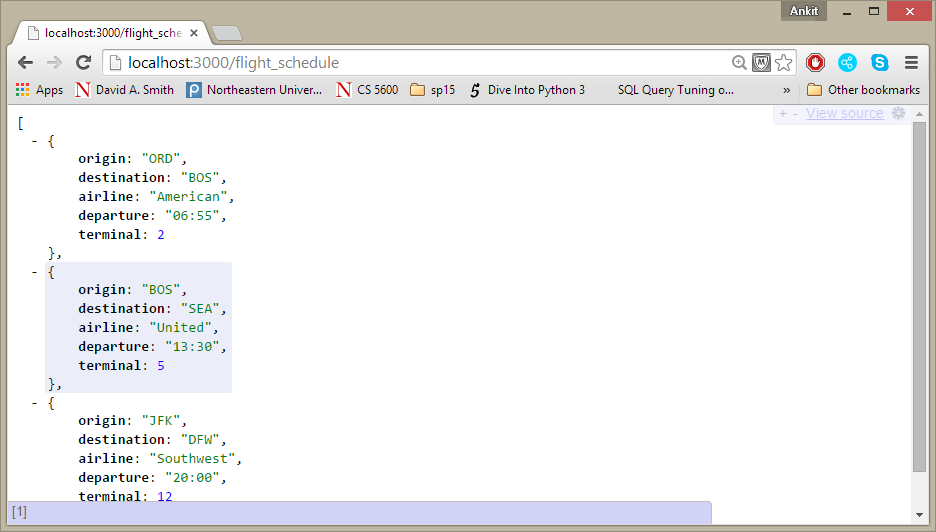 Ankit
localhost:3000/flight_sche
localhost:3000/flight_schedule
Apps David A. Smith Northeastern Univer... CS 5600 sp15 Dive Into Python 3 SQL Query Tuning o... » Other bookmarks
+ - View source
[
- {
origin: "ORD",
destination: "BOS",
airline: "American",
departure: "06:55",
terminal: 2
},
- {
origin: "BOS",
destination: "SEA",
airline: "United",
departure: "13:30",
terminal: 5
},
- {
origin: "JFK",
destination: "DFW",
airline: "Southwest",
departure: "20:00",
terminal: 12
[1]